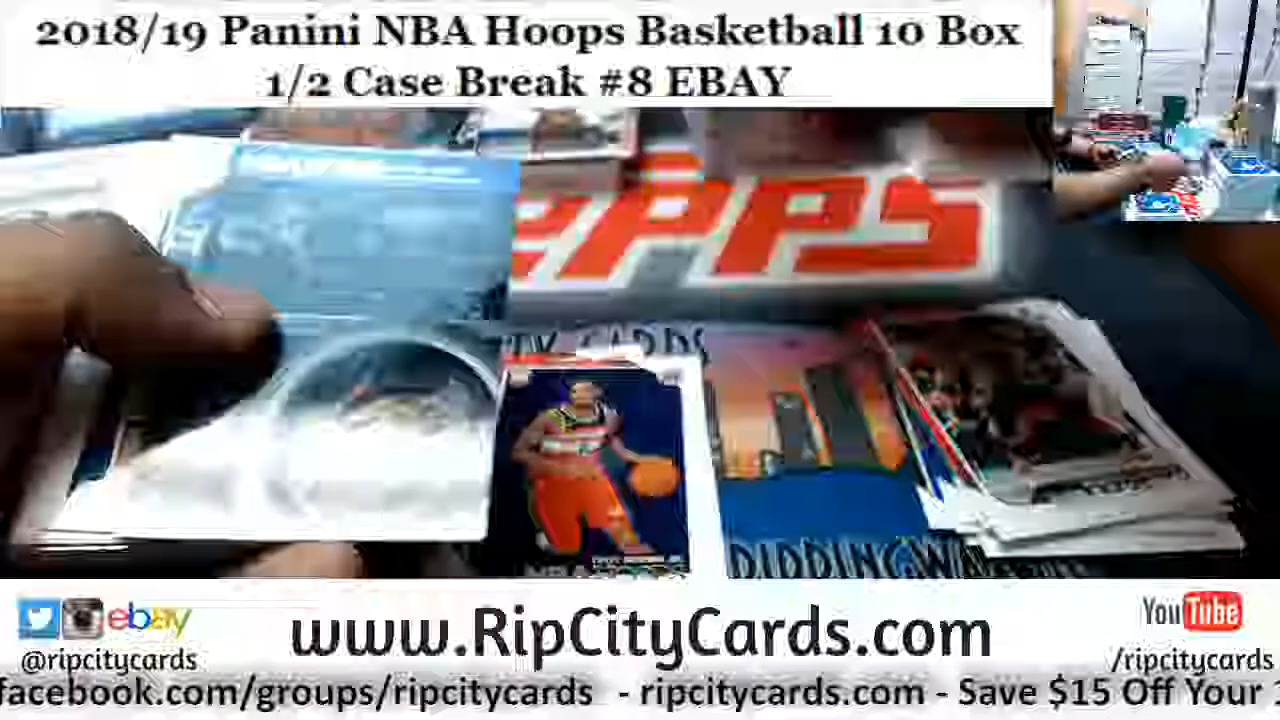 2018/19 Panini NBA Hoops Basketball 10 Box
1/2 Case Break #8 EBAY
CARDS
ebay
www.RipCityCards.com
YouTube
@ripcitycards
/ripcitycards
facebook.com/groups/ripcitycards - ripcitycards.com - Save $15 Off Your